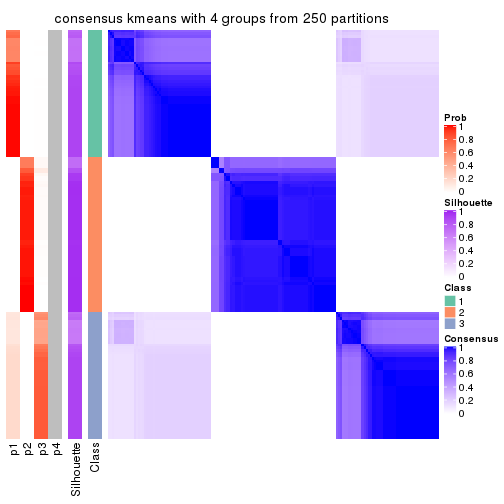 consensus kmeans with 4 groups from 250 partitions
Prob
1
0.8
0.6
0.4
0.2
0
Silhouette
1
0.8
0.6
0.4
0.2
0
Class
1
2
3
Consensus
1
0.8
0.6
0.4
0.2
0
p1
p2
p3
p4
Silhouette
Class